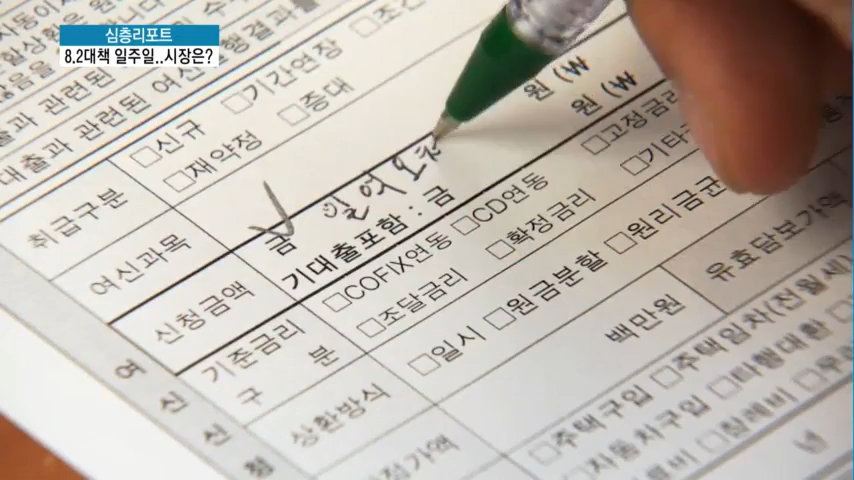 심층리포트
8.2대책 일주일..시장은?
대출과 관련된
취급구분 □신규 □기간연장 □조건
□재약정 □증대
여신과목
신청금액 금 일억오천 원 (₩
기대출포함 : 금 원 (₩
기준금리 구 분 □COFIX연동 □CD연동 □고정금리
□조달금리 □확정금리 □기타
상환방식 □일시 □원금분할 □원리금균
백만원 유효담보가액
□주택구입 □주택임차(전월세)
□자동차구입 □타행대환
□장례비
년
여신신청